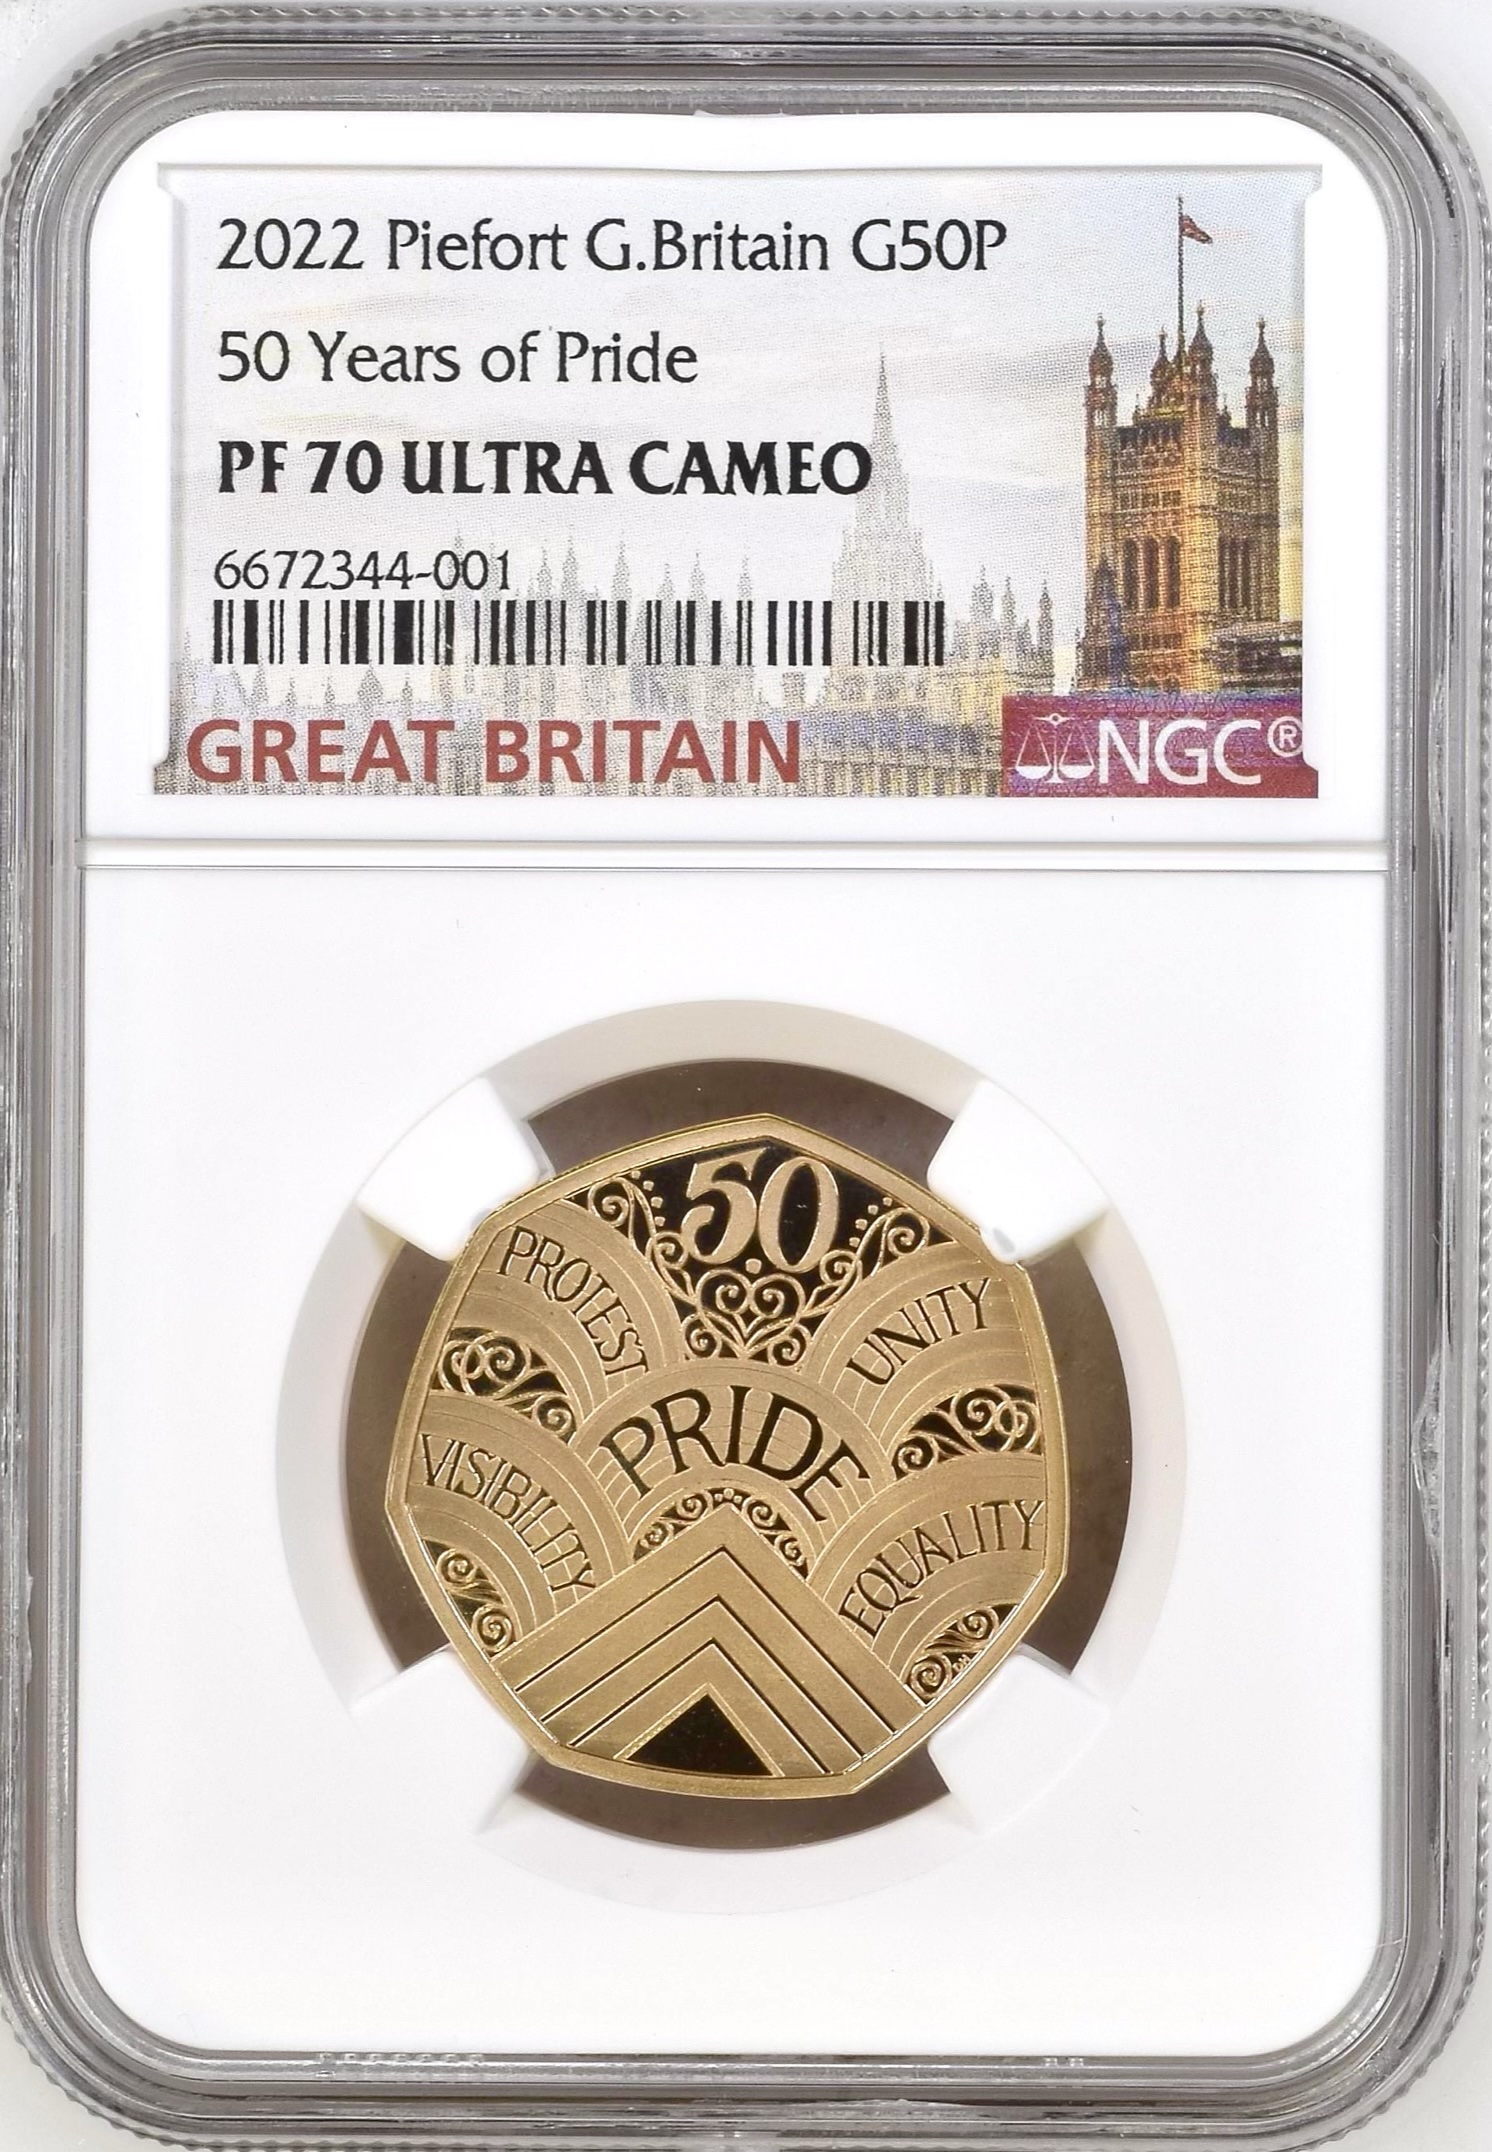 2022 Piefort G.Britain G50P
50 Years of Pride
PF 70 ULTRA CAMEO
6672344-001
GREAT BRITAIN
NGC®
50
PROTEST
UNITY
PRIDE
VISIBILITY
EQUALITY
DH